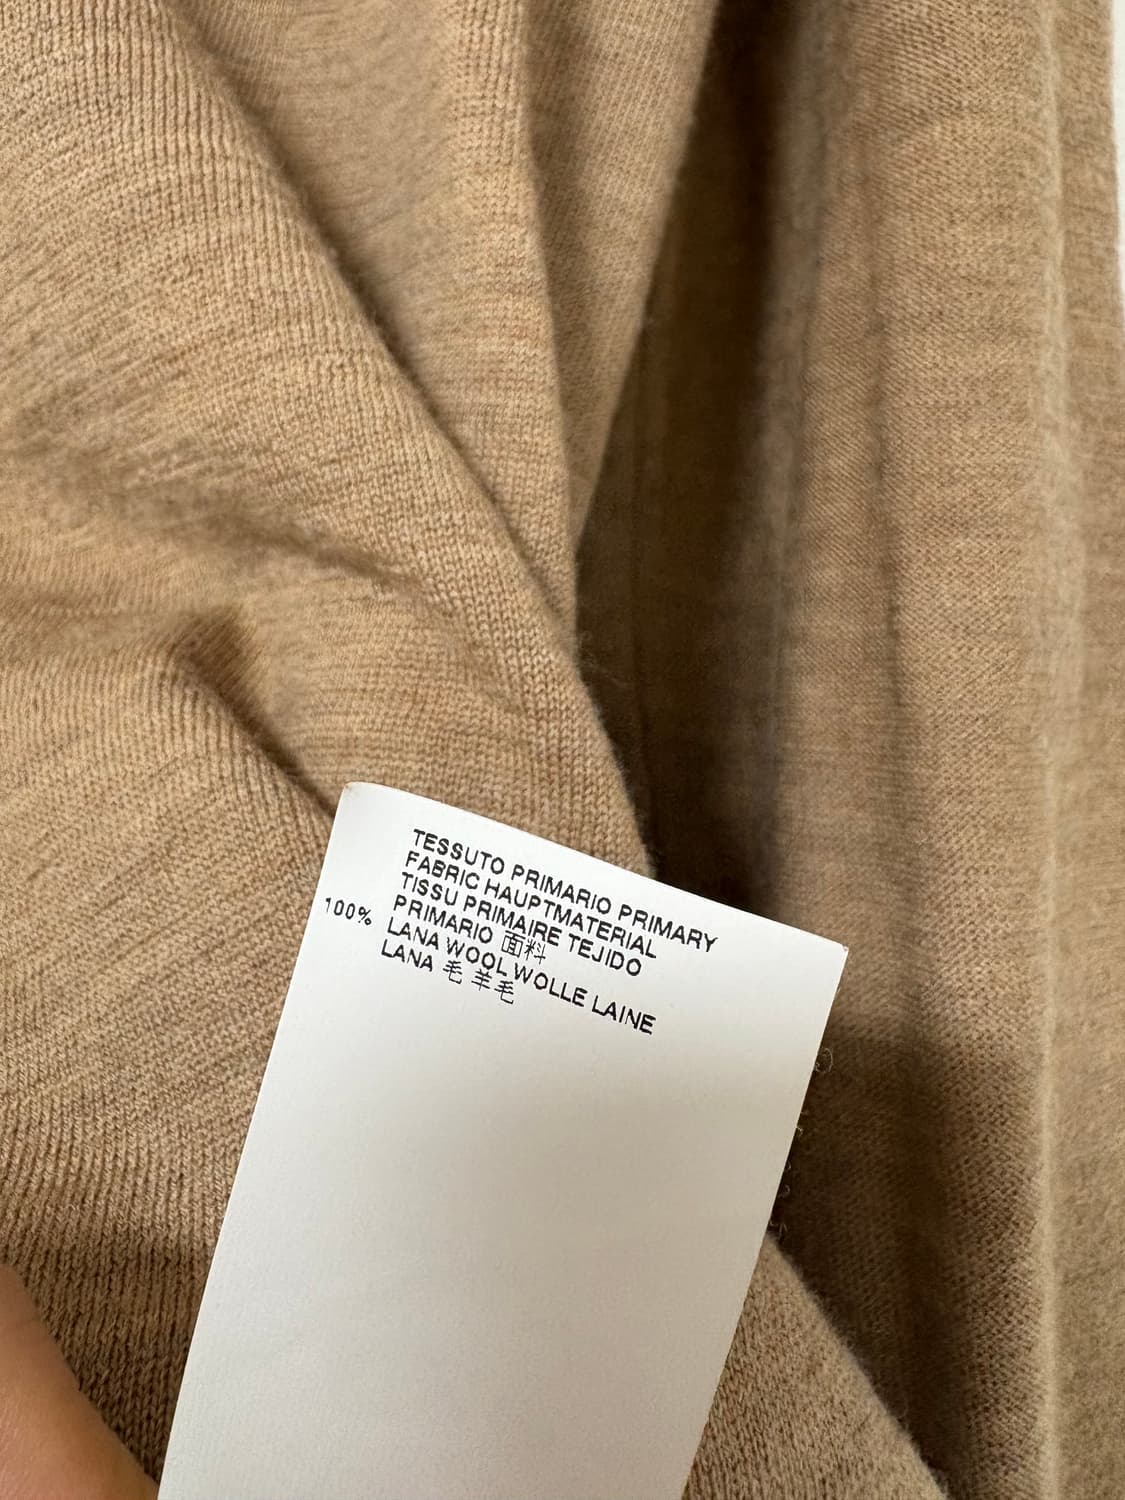 TESSUTO PRIMARIO PRIMARY
FABRIC HAUPTMATERIAL
TISSU PRIMAIRE TEJIDO
PRIMARIO 面料
100% LANA WOOL WOLLE LAINE
LANA 毛 羊毛